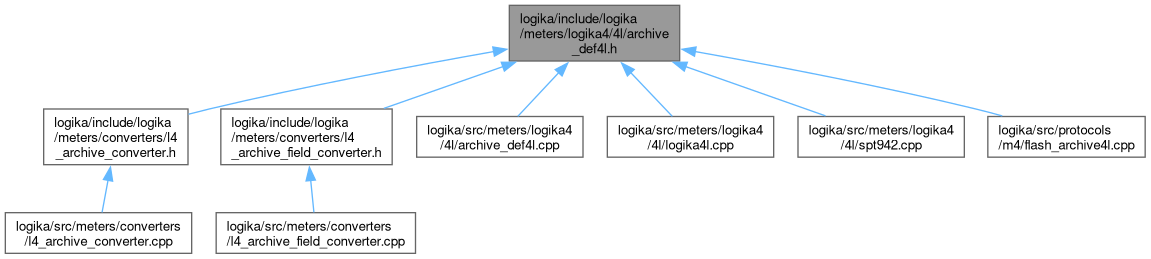 logika/include/logika
/meters/logika4/4l/archive
_def4l.h
logika/include/logika
/meters/converters/l4
_archive_converter.h
logika/include/logika
/meters/converters/l4
_archive_field_converter.h
logika/src/meters/logika4
/4l/archive_def4l.cpp
logika/src/meters/logika4
/4l/logika4l.cpp
logika/src/meters/logika4
/4l/spt942.cpp
logika/src/protocols
/m4/flash_archive4l.cpp
logika/src/meters/converters
/l4_archive_converter.cpp
logika/src/meters/converters
/l4_archive_field_converter.cpp